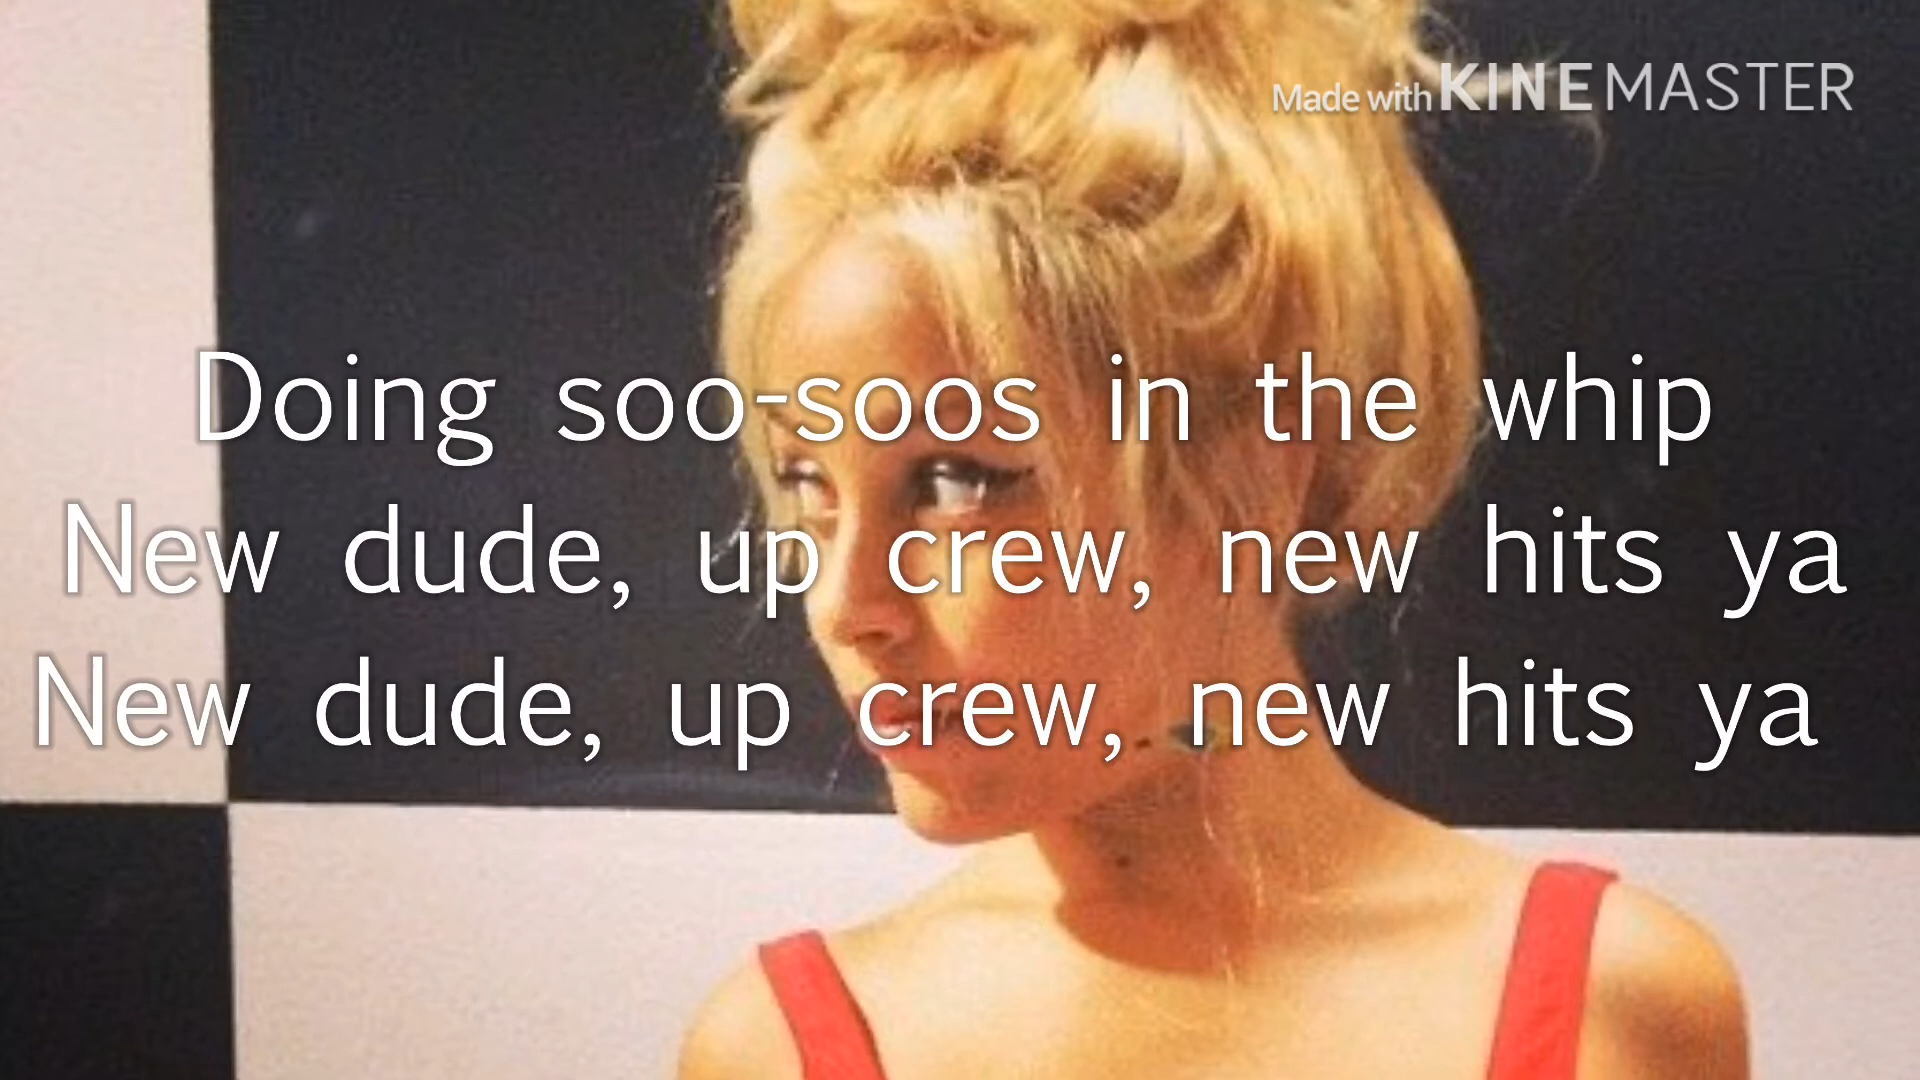 Made with KINEMASTER
Doing soo-soos in the whip
New dude, up crew, new hits ya
New dude, up crew, new hits ya